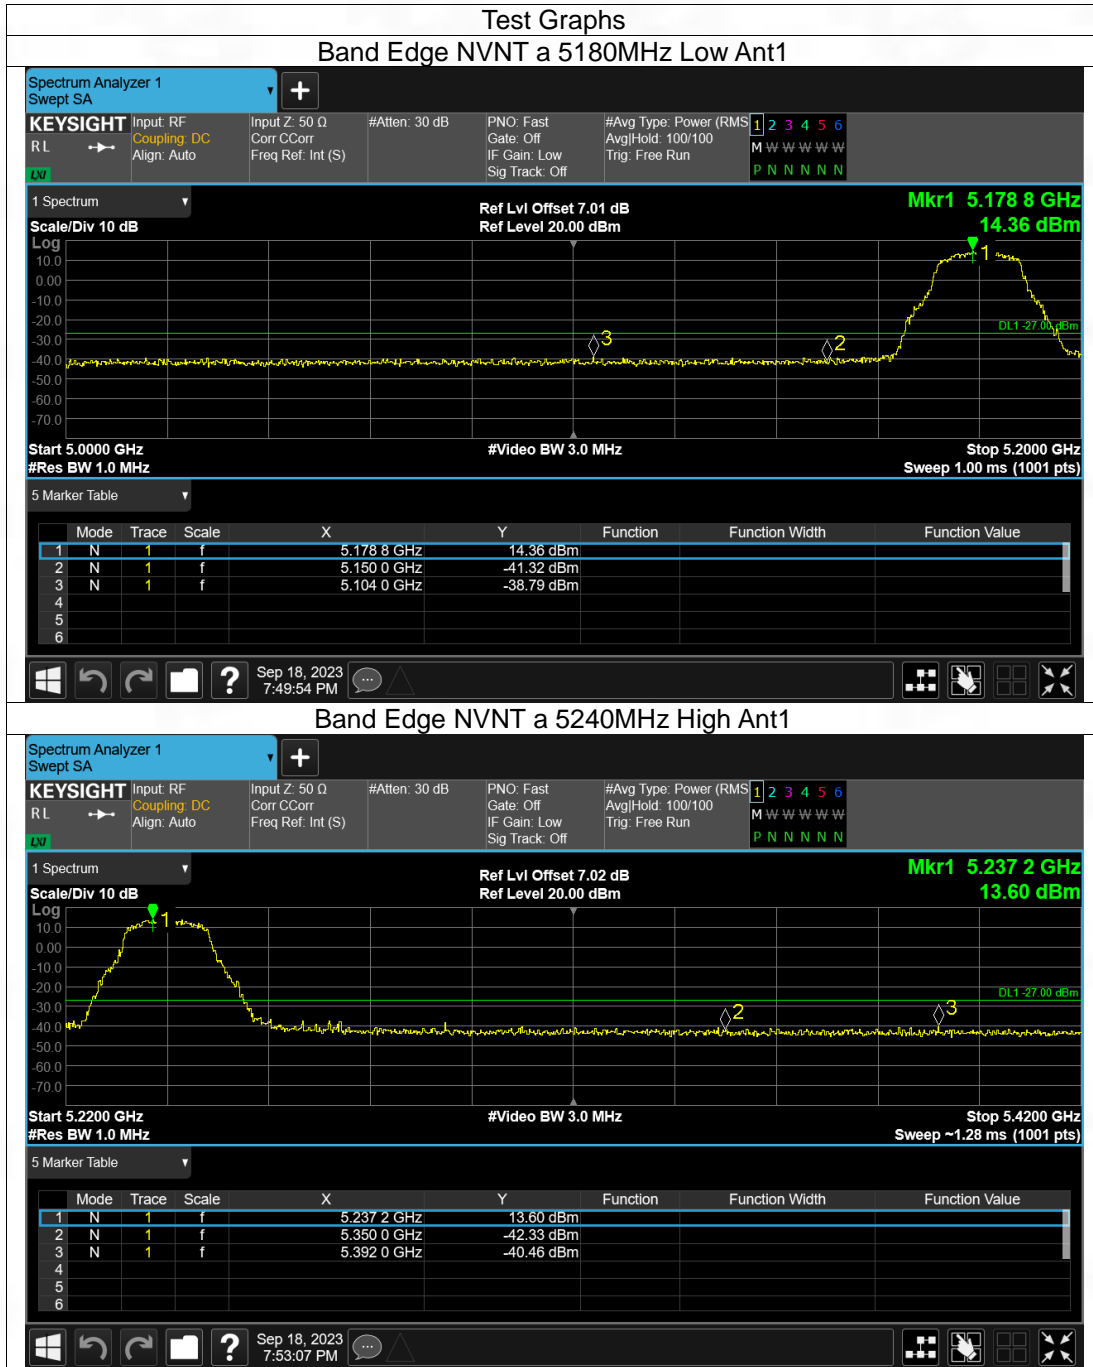 Test Graphs
Band Edge NVNT a 5180MHz Low Ant1
Spectrum Analyzer 1
Swept SA
KEYSIGHT Input: RF Input Z: 50 Ω #Atten: 30 dB PNO: Fast #Avg Type: Power (RMS 1 2 3 4 5 6
RL Coupling: DC Corr CCorr Gate: Off Avg|Hold: 100/100 M W W W W W
Align: Auto Freq Ref: Int (S) IF Gain: Low Trig: Free Run
LXI Sig Track: Off P N N N N N
1 Spectrum Ref Lvl Offset 7.01 dB Mkr1 5.178 8 GHz
Scale/Div 10 dB Ref Level 20.00 dBm 14.36 dBm
Log
10.0 1
0.00
-10.0
-20.0 DL1 -27.00 dBm
-30.0 3 2
-40.0
-50.0
-60.0
-70.0
Start 5.0000 GHz #Video BW 3.0 MHz Stop 5.2000 GHz
#Res BW 1.0 MHz Sweep 1.00 ms (1001 pts)
5 Marker Table
Mode Trace Scale X Y Function Function Width Function Value
1 N 1 f 5.178 8 GHz 14.36 dBm
2 N 1 f 5.150 0 GHz -41.32 dBm
3 N 1 f 5.104 0 GHz -38.79 dBm
4
5
6
? Sep 18, 2023
7:49:54 PM
Band Edge NVNT a 5240MHz High Ant1
Spectrum Analyzer 1
Swept SA
KEYSIGHT Input: RF Input Z: 50 Ω #Atten: 30 dB PNO: Fast #Avg Type: Power (RMS 1 2 3 4 5 6
RL Coupling: DC Corr CCorr Gate: Off Avg|Hold: 100/100 M W W W W W
Align: Auto Freq Ref: Int (S) IF Gain: Low Trig: Free Run
LXI Sig Track: Off P N N N N N
1 Spectrum Ref Lvl Offset 7.02 dB Mkr1 5.237 2 GHz
Scale/Div 10 dB Ref Level 20.00 dBm 13.60 dBm
Log
10.0 1
0.00
-10.0
-20.0 DL1 -27.00 dBm
-30.0 2 3
-40.0
-50.0
-60.0
-70.0
Start 5.2200 GHz #Video BW 3.0 MHz Stop 5.4200 GHz
#Res BW 1.0 MHz Sweep ~1.28 ms (1001 pts)
5 Marker Table
Mode Trace Scale X Y Function Function Width Function Value
1 N 1 f 5.237 2 GHz 13.60 dBm
2 N 1 f 5.350 0 GHz -42.33 dBm
3 N 1 f 5.392 0 GHz -40.46 dBm
4
5
6
? Sep 18, 2023
7:53:07 PM